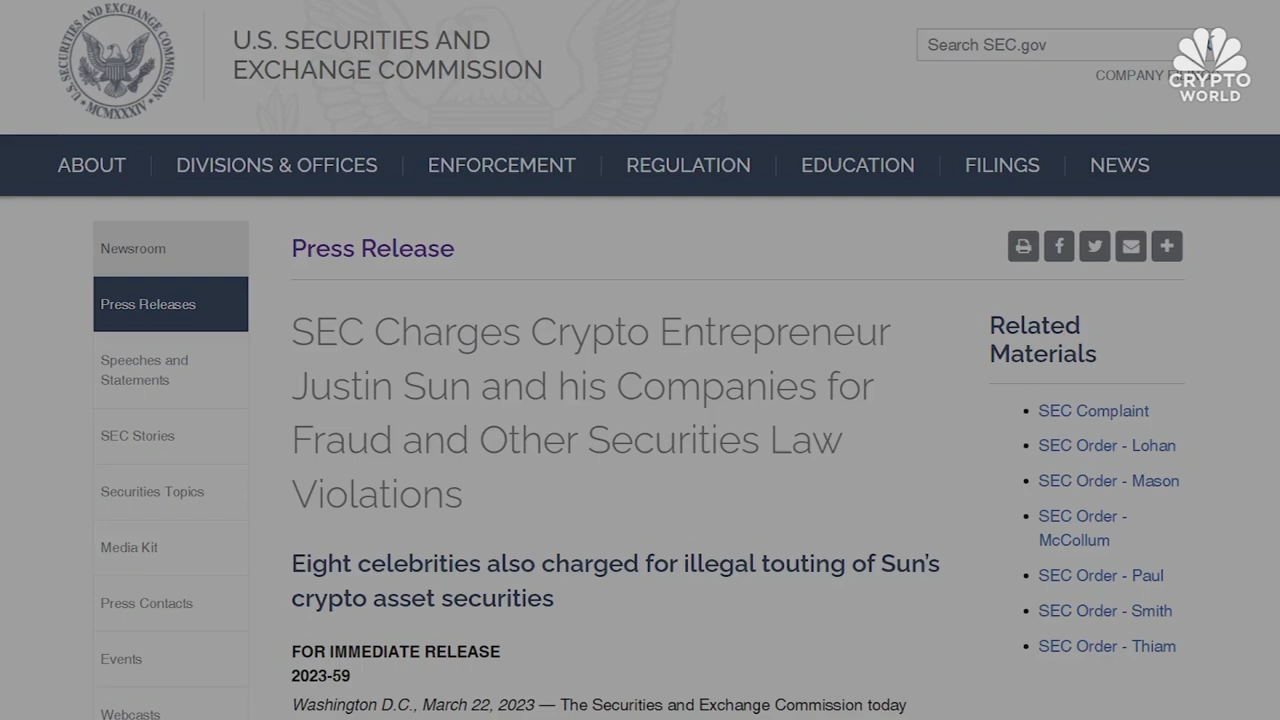 U.S. SECURITIES AND EXCHANGE COMMISSION
MCMXXXIV
U.S. SECURITIES AND
EXCHANGE COMMISSION
Search SEC.gov
COMPANY
CRYPTO
WORLD
ABOUT
DIVISIONS & OFFICES
ENFORCEMENT
REGULATION
EDUCATION
FILINGS
NEWS
Newsroom
Press Releases
Speeches and
Statements
SEC Stories
Securities Topics
Media Kit
Press Contacts
Events
Webcasts
Press Release
SEC Charges Crypto Entrepreneur
Justin Sun and his Companies for
Fraud and Other Securities Law
Violations
Eight celebrities also charged for illegal touting of Sun’s
crypto asset securities
FOR IMMEDIATE RELEASE
2023-59
Washington D.C., March 22, 2023 — The Securities and Exchange Commission today
Related
Materials
SEC Complaint
SEC Order - Lohan
SEC Order - Mason
SEC Order -
McCollum
SEC Order - Paul
SEC Order - Smith
SEC Order - Thiam